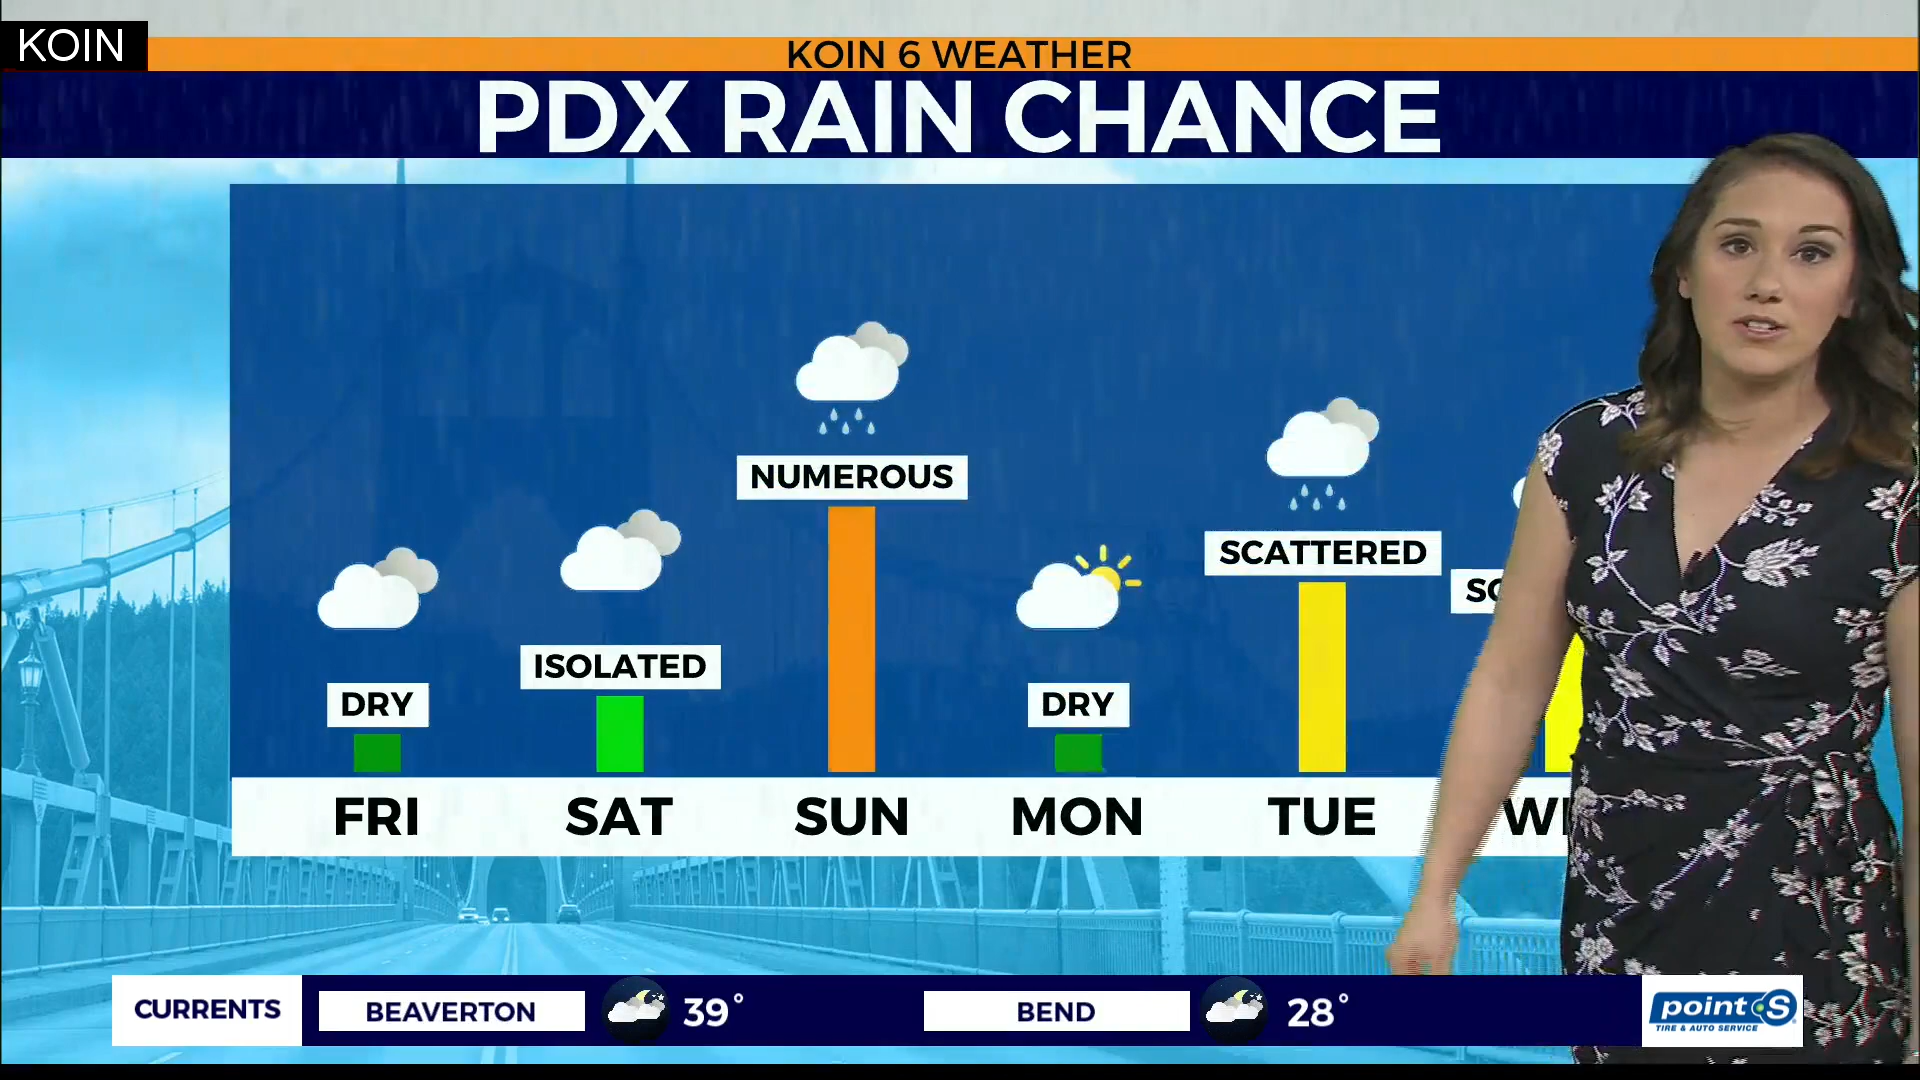 KOIN
KOIN 6 WEATHER
PDX RAIN CHANCE
NUMEROUS
SCATTERED
ISOLATED
DRY
DRY
FRI SAT SUN MON TUE
CURRENTS BEAVERTON 39° BEND 28°
point S
TIRE & AUTO SERVICE